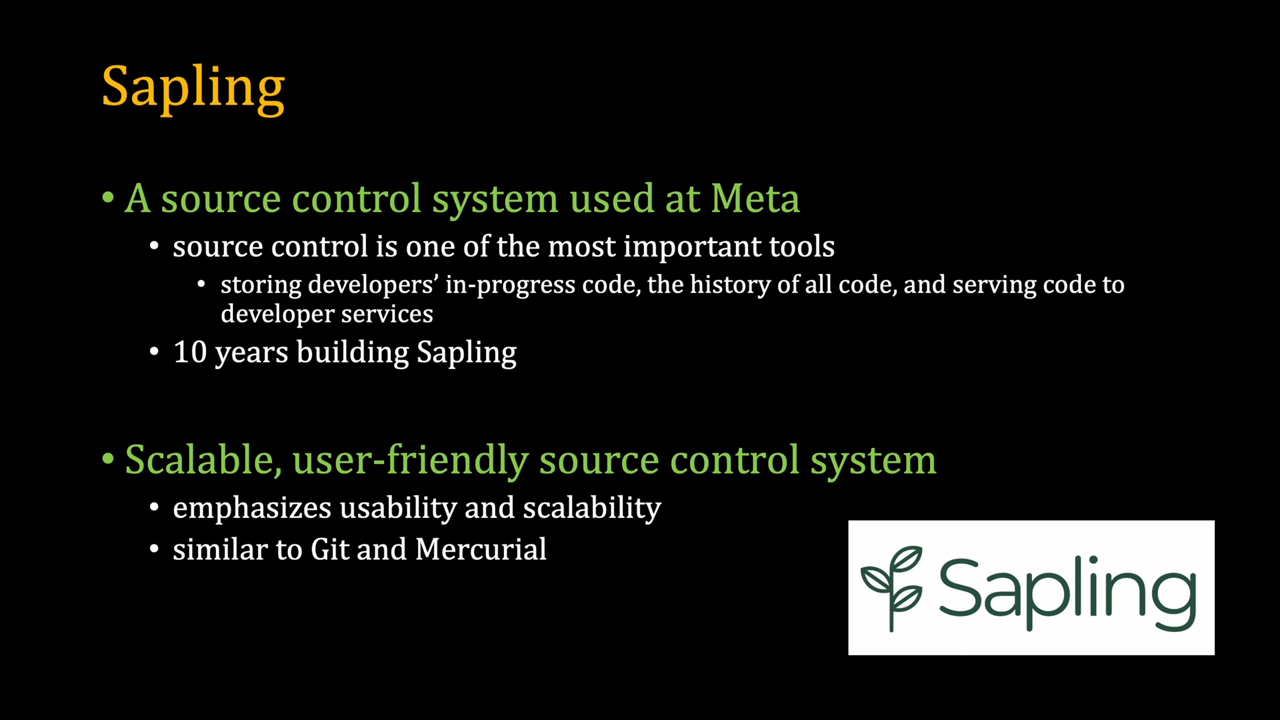 Sapling
• A source control system used at Meta
• source control is one of the most important tools
• storing developers’ in-progress code, the history of all code, and serving code to
developer services
• 10 years building Sapling
• Scalable, user-friendly source control system
• emphasizes usability and scalability
• similar to Git and Mercurial
Sapling